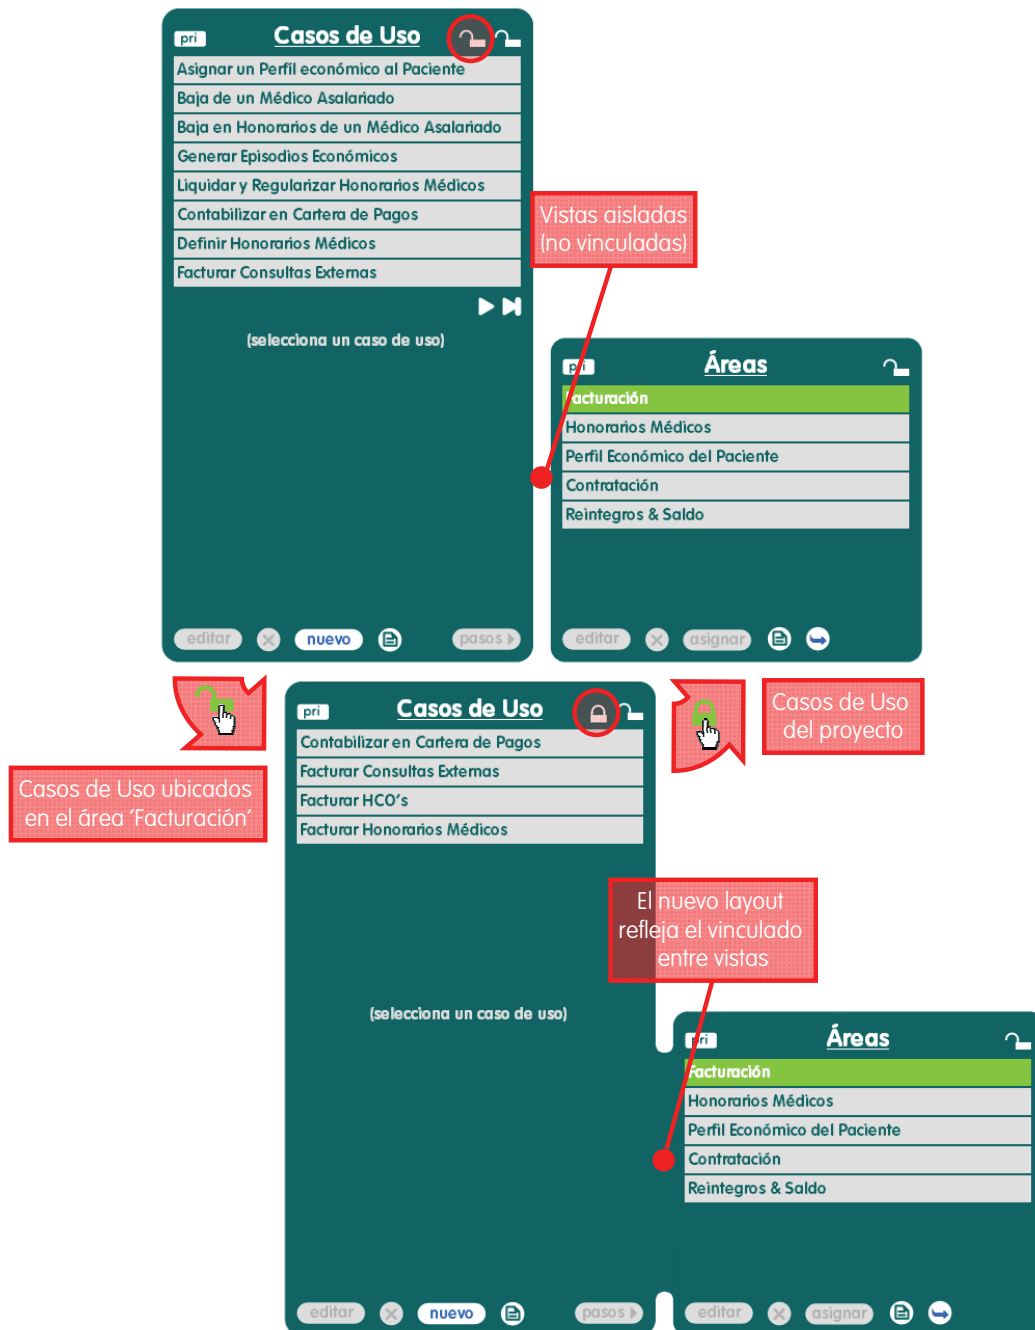 pri
Casos de Uso
Asignar un Perfil económico al Paciente
Baja de un Médico Asalariado
Baja en Honorarios de un Médico Asalariado
Generar Episodios Económicos
Liquidar y Regularizar Honorarios Médicos
Contabilizar en Cartera de Pagos
Definir Honorarios Médicos
Facturar Consultas Externas
(selecciona un caso de uso)
editar
nuevo
pasos
Vistas aisladas
(no vinculadas)
pri
Áreas
Facturación
Honorarios Médicos
Perfil Económico del Paciente
Contratación
Reintegros & Saldo
editar
asignar
Casos de Uso ubicados
en el área ‘Facturación’
Casos de Uso
del proyecto
pri
Casos de Uso
Contabilizar en Cartera de Pagos
Facturar Consultas Externas
Facturar HCO's
Facturar Honorarios Médicos
(selecciona un caso de uso)
editar
nuevo
pasos
El nuevo layout
refleja el vinculado
entre vistas
pri
Áreas
Facturación
Honorarios Médicos
Perfil Económico del Paciente
Contratación
Reintegros & Saldo
editar
asignar